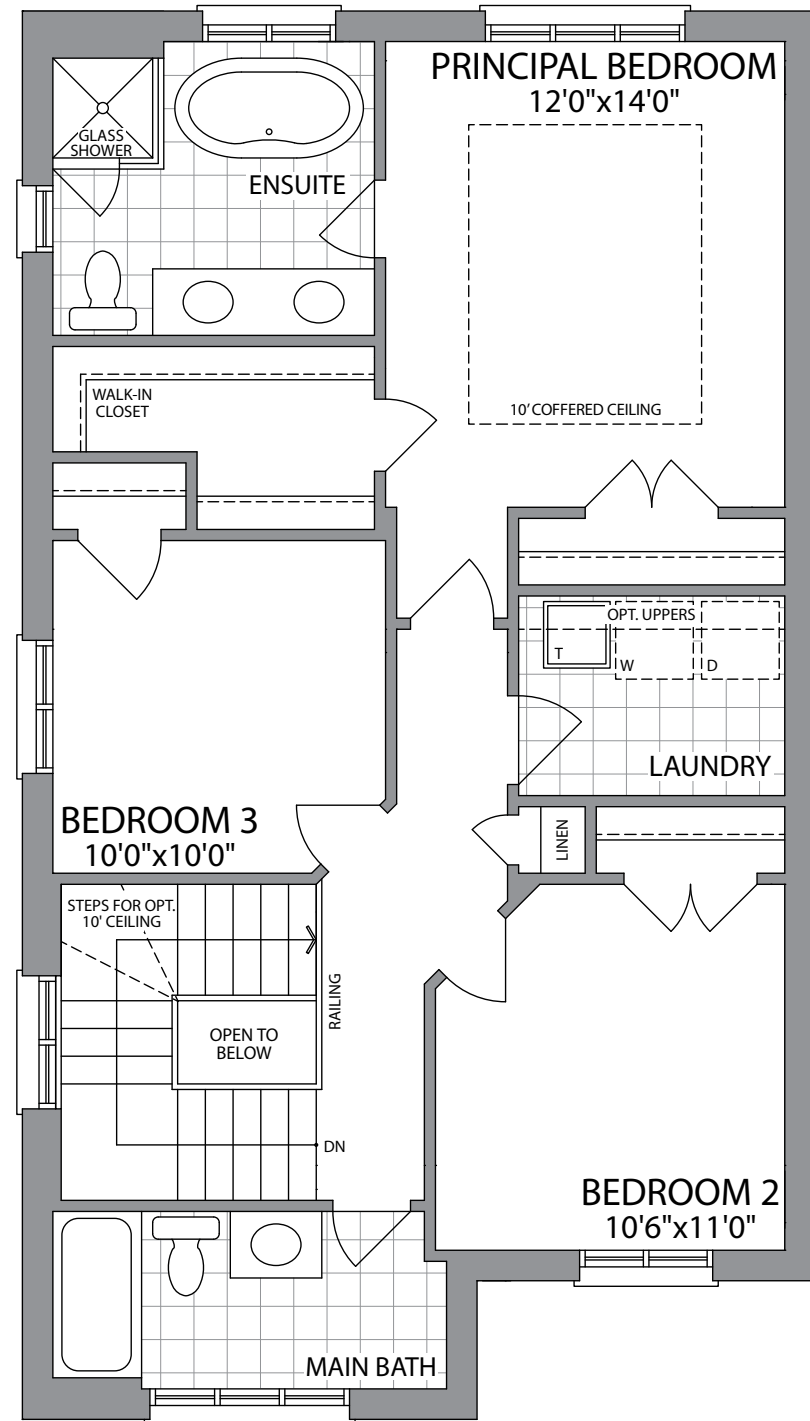 PRINCIPAL BEDROOM
12'0"x14'0"
GLASS
SHOWER
ENSUITE
WALK-IN
CLOSET
10' COFFERED CEILING
OPT. UPPERS
T
W
D
LAUNDRY
BEDROOM 3
10'0"x10'0"
LINEN
STEPS FOR OPT.
10' CEILING
RAILING
OPEN TO
BELOW
DN
BEDROOM 2
10'6"x11'0"
MAIN BATH